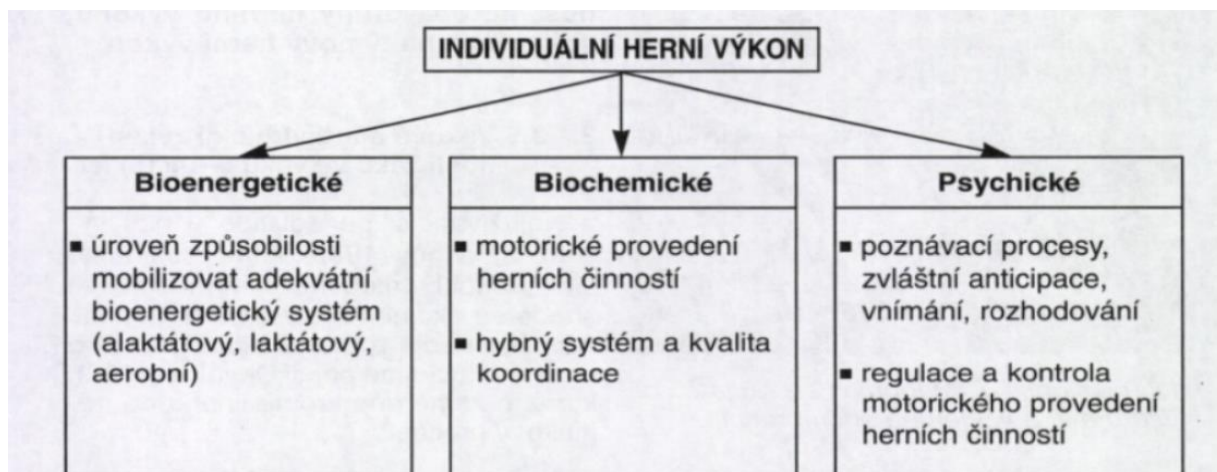 INDIVIDUÁLNÍ HERNÍ VÝKON
Bioenergetické
▪ úroveň způsobilosti
mobilizovat adekvátní
bioenergetický systém
(alaktátový, laktátový,
aerobní)
Biochemické
▪ motorické provedení
herních činností
▪ hybný systém a kvalita
koordinace
Psychické
▪ poznávací procesy,
zvláštní anticipace,
vnímání, rozhodování
▪ regulace a kontrola
motorického provedení
herních činností